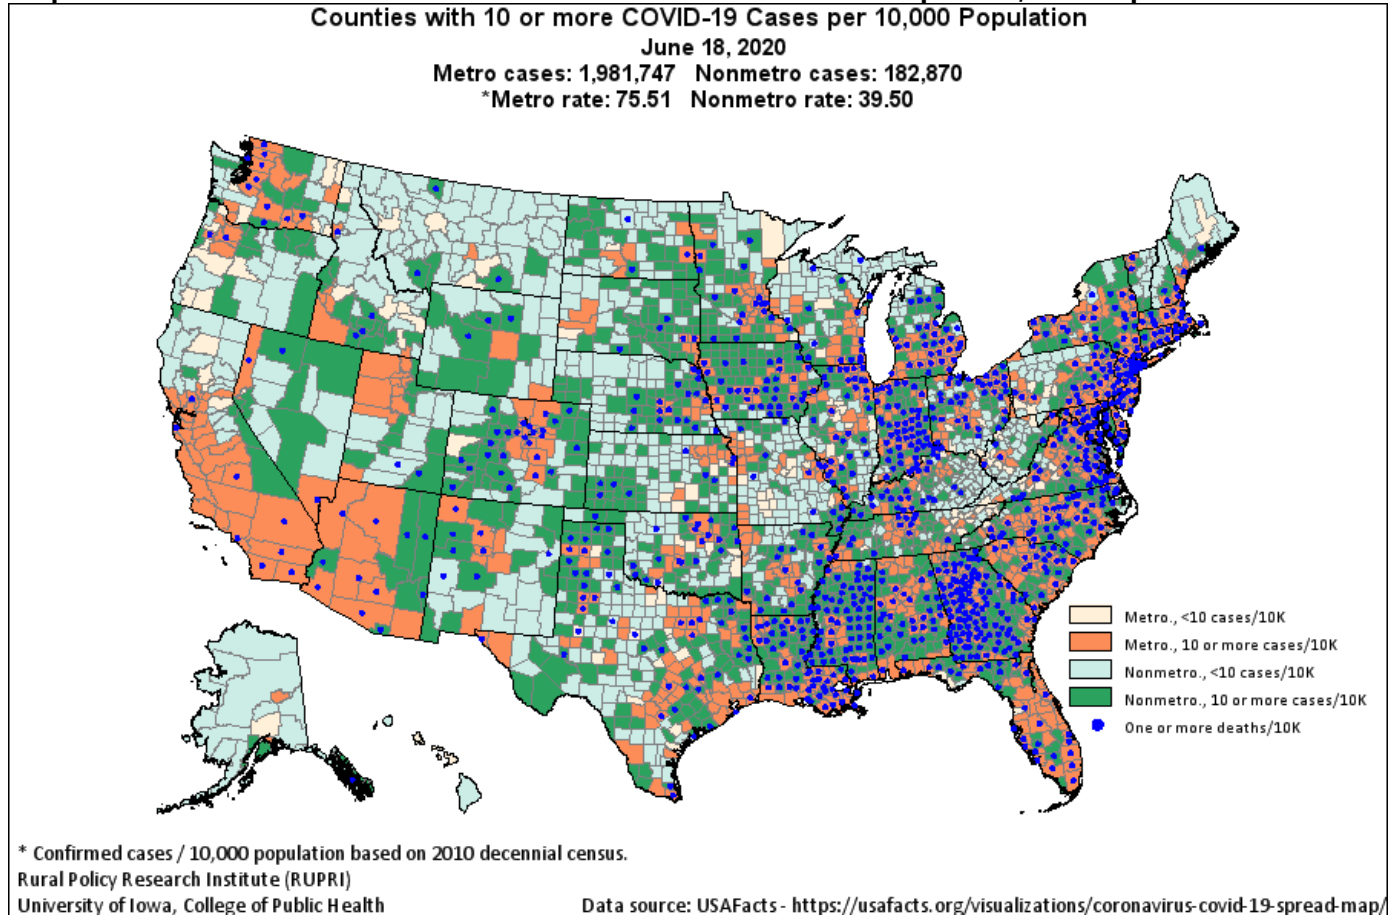 Counties with 10 or more COVID-19 Cases per 10,000 Population
June 18, 2020
Metro cases: 1,981,747   Nonmetro cases: 182,870
*Metro rate: 75.51   Nonmetro rate: 39.50
Metro., <10 cases/10K
Metro., 10 or more cases/10K
Nonmetro., <10 cases/10K
Nonmetro., 10 or more cases/10K
One or more deaths/10K
* Confirmed cases / 10,000 population based on 2010 decennial census.
Rural Policy Research Institute (RUPRI)
University of Iowa, College of Public Health
Data source: USAFacts - https://usafacts.org/visualizations/coronavirus-covid-19-spread-map/